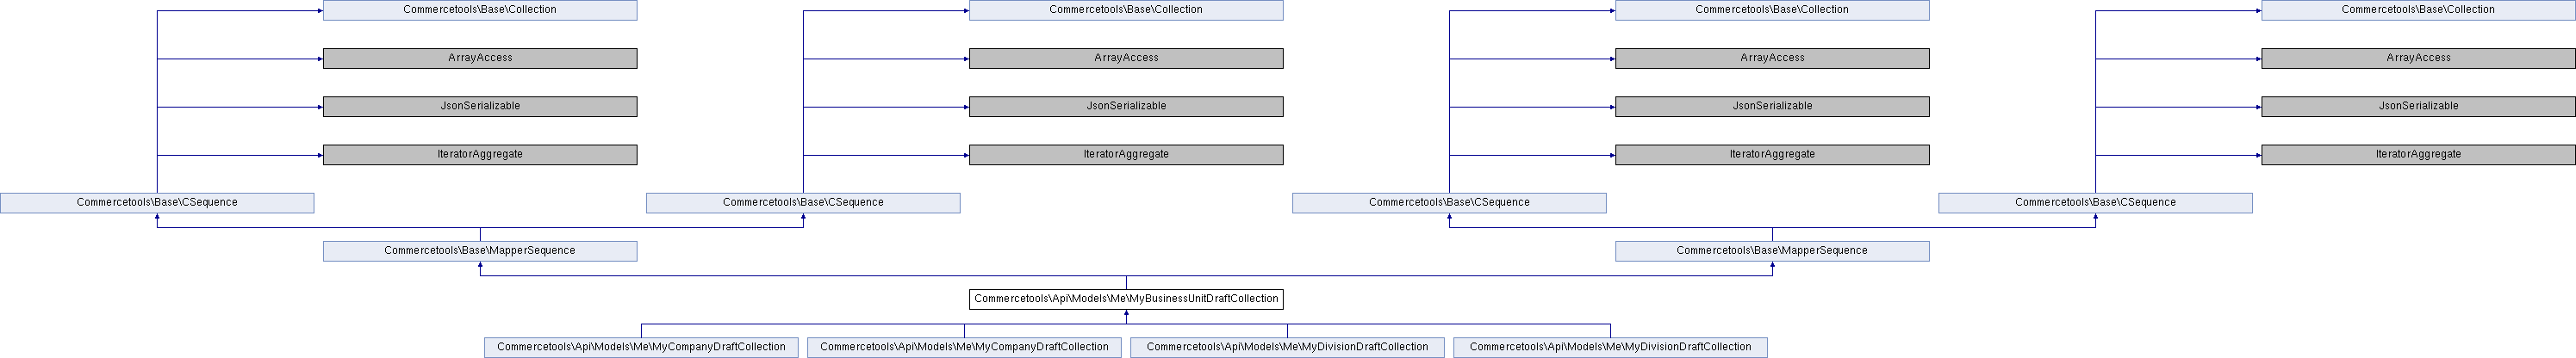 Commercetools\Base\Collection Commercetools\Base\Collection Commercetools\Base\Collection Commercetools\Base\Collection
ArrayAccess ArrayAccess ArrayAccess ArrayAccess
JsonSerializable JsonSerializable JsonSerializable JsonSerializable
IteratorAggregate IteratorAggregate IteratorAggregate IteratorAggregate
Commercetools\Base\CSequence Commercetools\Base\CSequence Commercetools\Base\CSequence Commercetools\Base\CSequence
Commercetools\Base\MapperSequence Commercetools\Base\MapperSequence
Commercetools\Api\Models\Me\MyBusinessUnitDraftCollection
Commercetools\Api\Models\Me\MyCompanyDraftCollection Commercetools\Api\Models\Me\MyCompanyDraftCollection Commercetools\Api\Models\Me\MyDivisionDraftCollection Commercetools\Api\Models\Me\MyDivisionDraftCollection